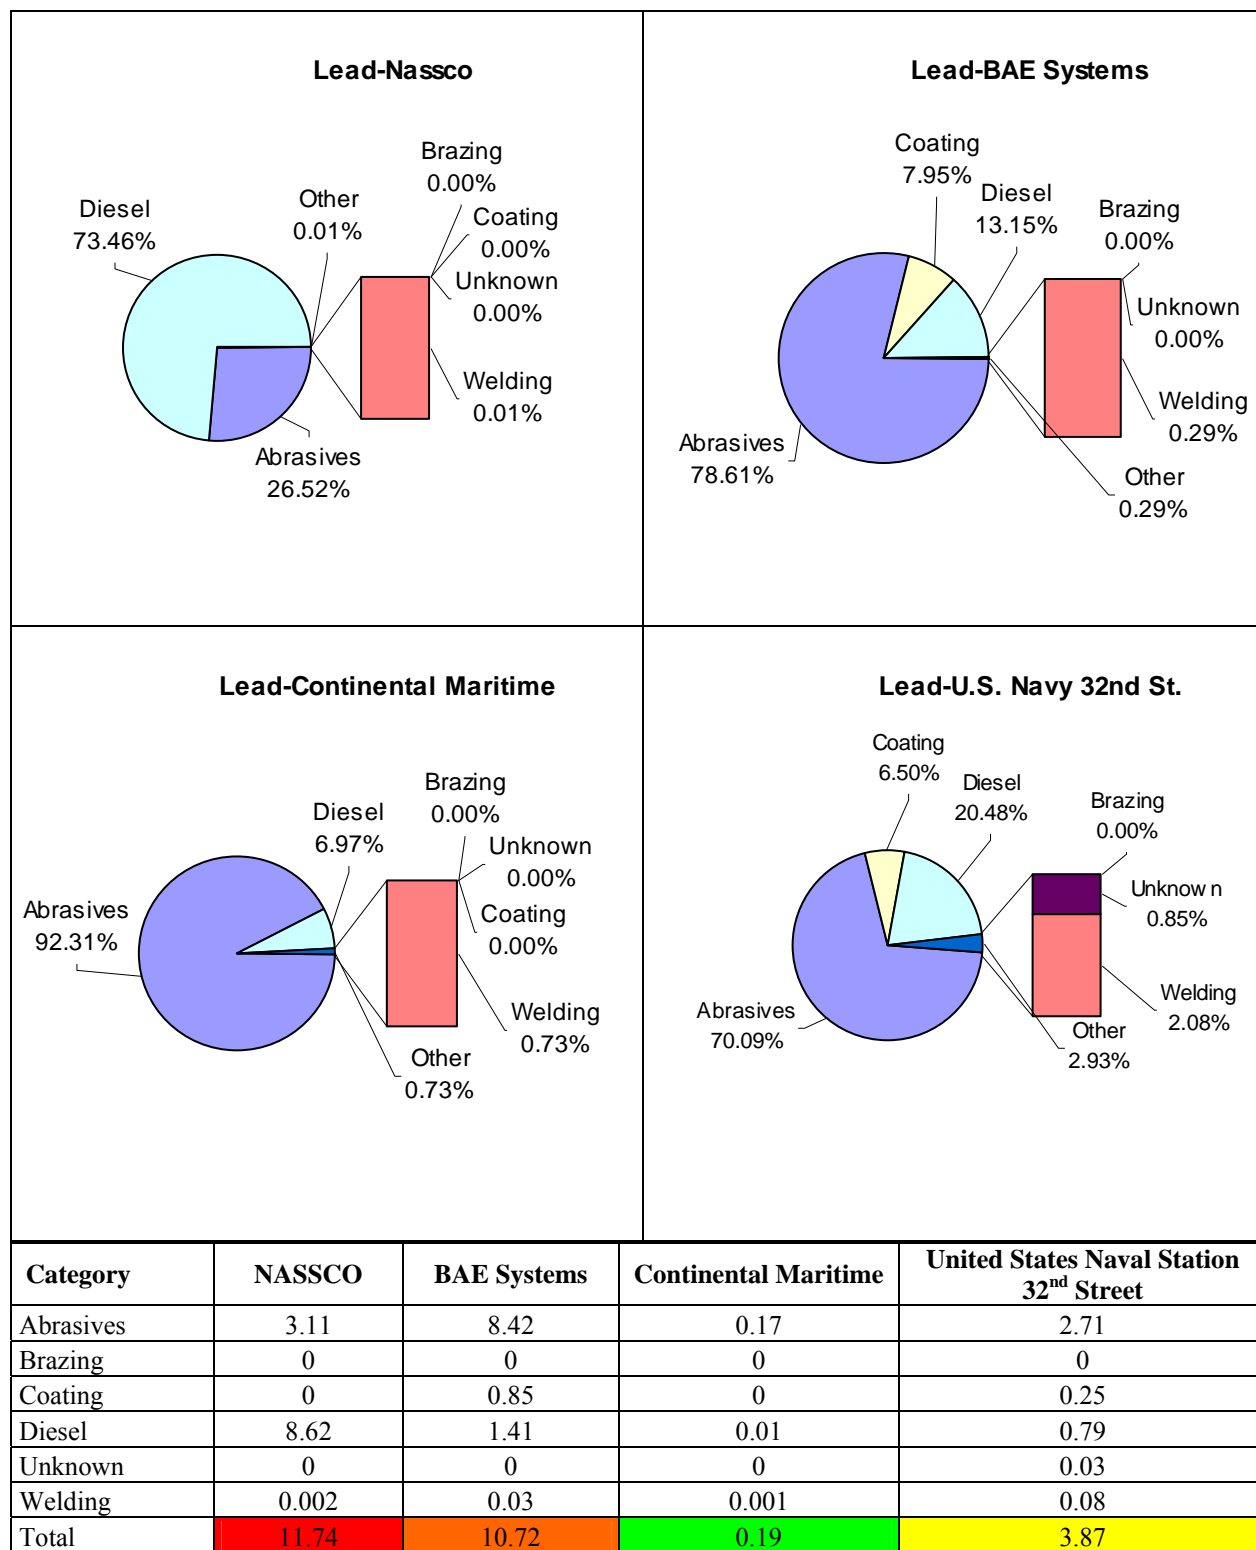 Lead-Nassco
Brazing
0.00%
Other
0.01%
Coating
0.00%
Diesel
73.46%
Unknown
0.00%
Welding
0.01%
Abrasives
26.52%
Lead-BAE Systems
Coating
7.95%
Diesel
13.15%
Brazing
0.00%
Unknown
0.00%
Welding
0.29%
Abrasives
78.61%
Other
0.29%
Lead-Continental Maritime
Brazing
0.00%
Diesel
6.97%
Unknown
0.00%
Abrasives
92.31%
Coating
0.00%
Welding
0.73%
Other
0.73%
Lead-U.S. Navy 32nd St.
Coating
6.50%
Diesel
20.48%
Brazing
0.00%
Unknown
0.85%
Welding
2.08%
Abrasives
70.09%
Other
2.93%
Category NASSCO BAE Systems Continental Maritime United States Naval Station
32nd Street
Abrasives 3.11 8.42 0.17 2.71
Brazing 0 0 0 0
Coating 0 0.85 0 0.25
Diesel 8.62 1.41 0.01 0.79
Unknown 0 0 0 0.03
Welding 0.002 0.03 0.001 0.08
Total 11.74 10.72 0.19 3.87